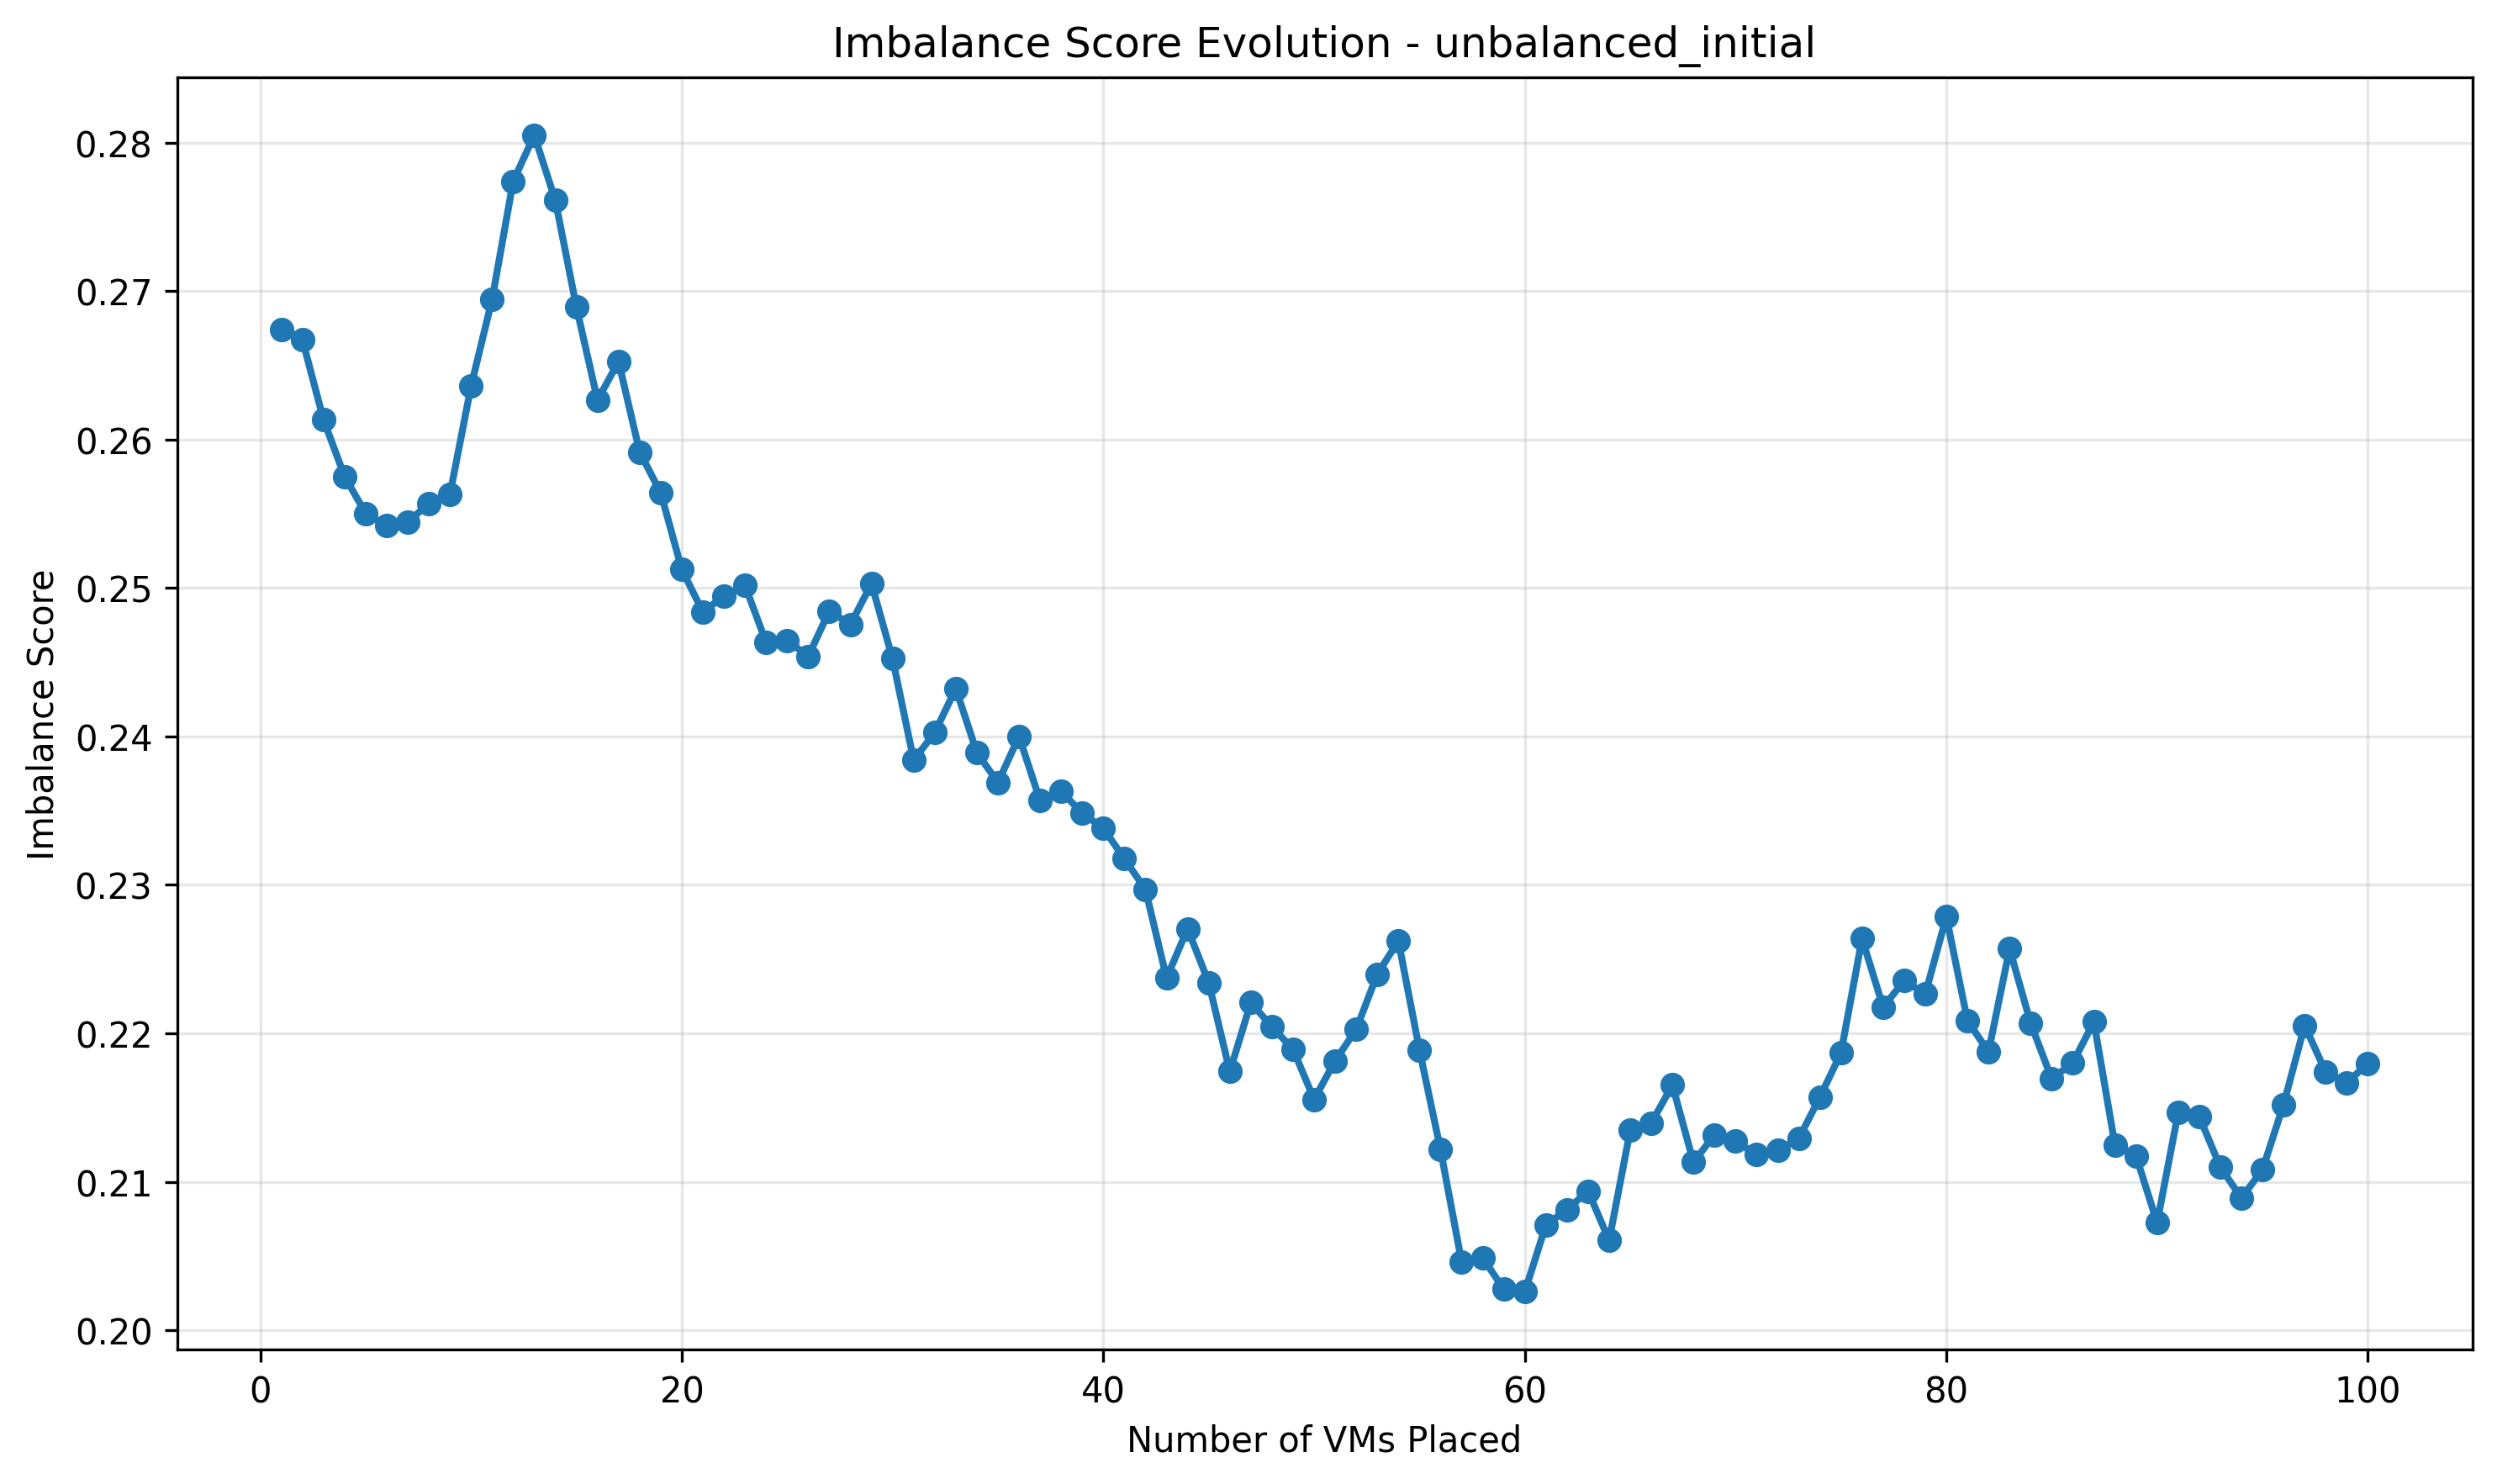 Imbalance Score Evolution - unbalanced_initial
Imbalance Score
0.28
0.27
0.26
0.25
0.24
0.23
0.22
0.21
0.20
0 20 40 60 80 100
Number of VMs Placed